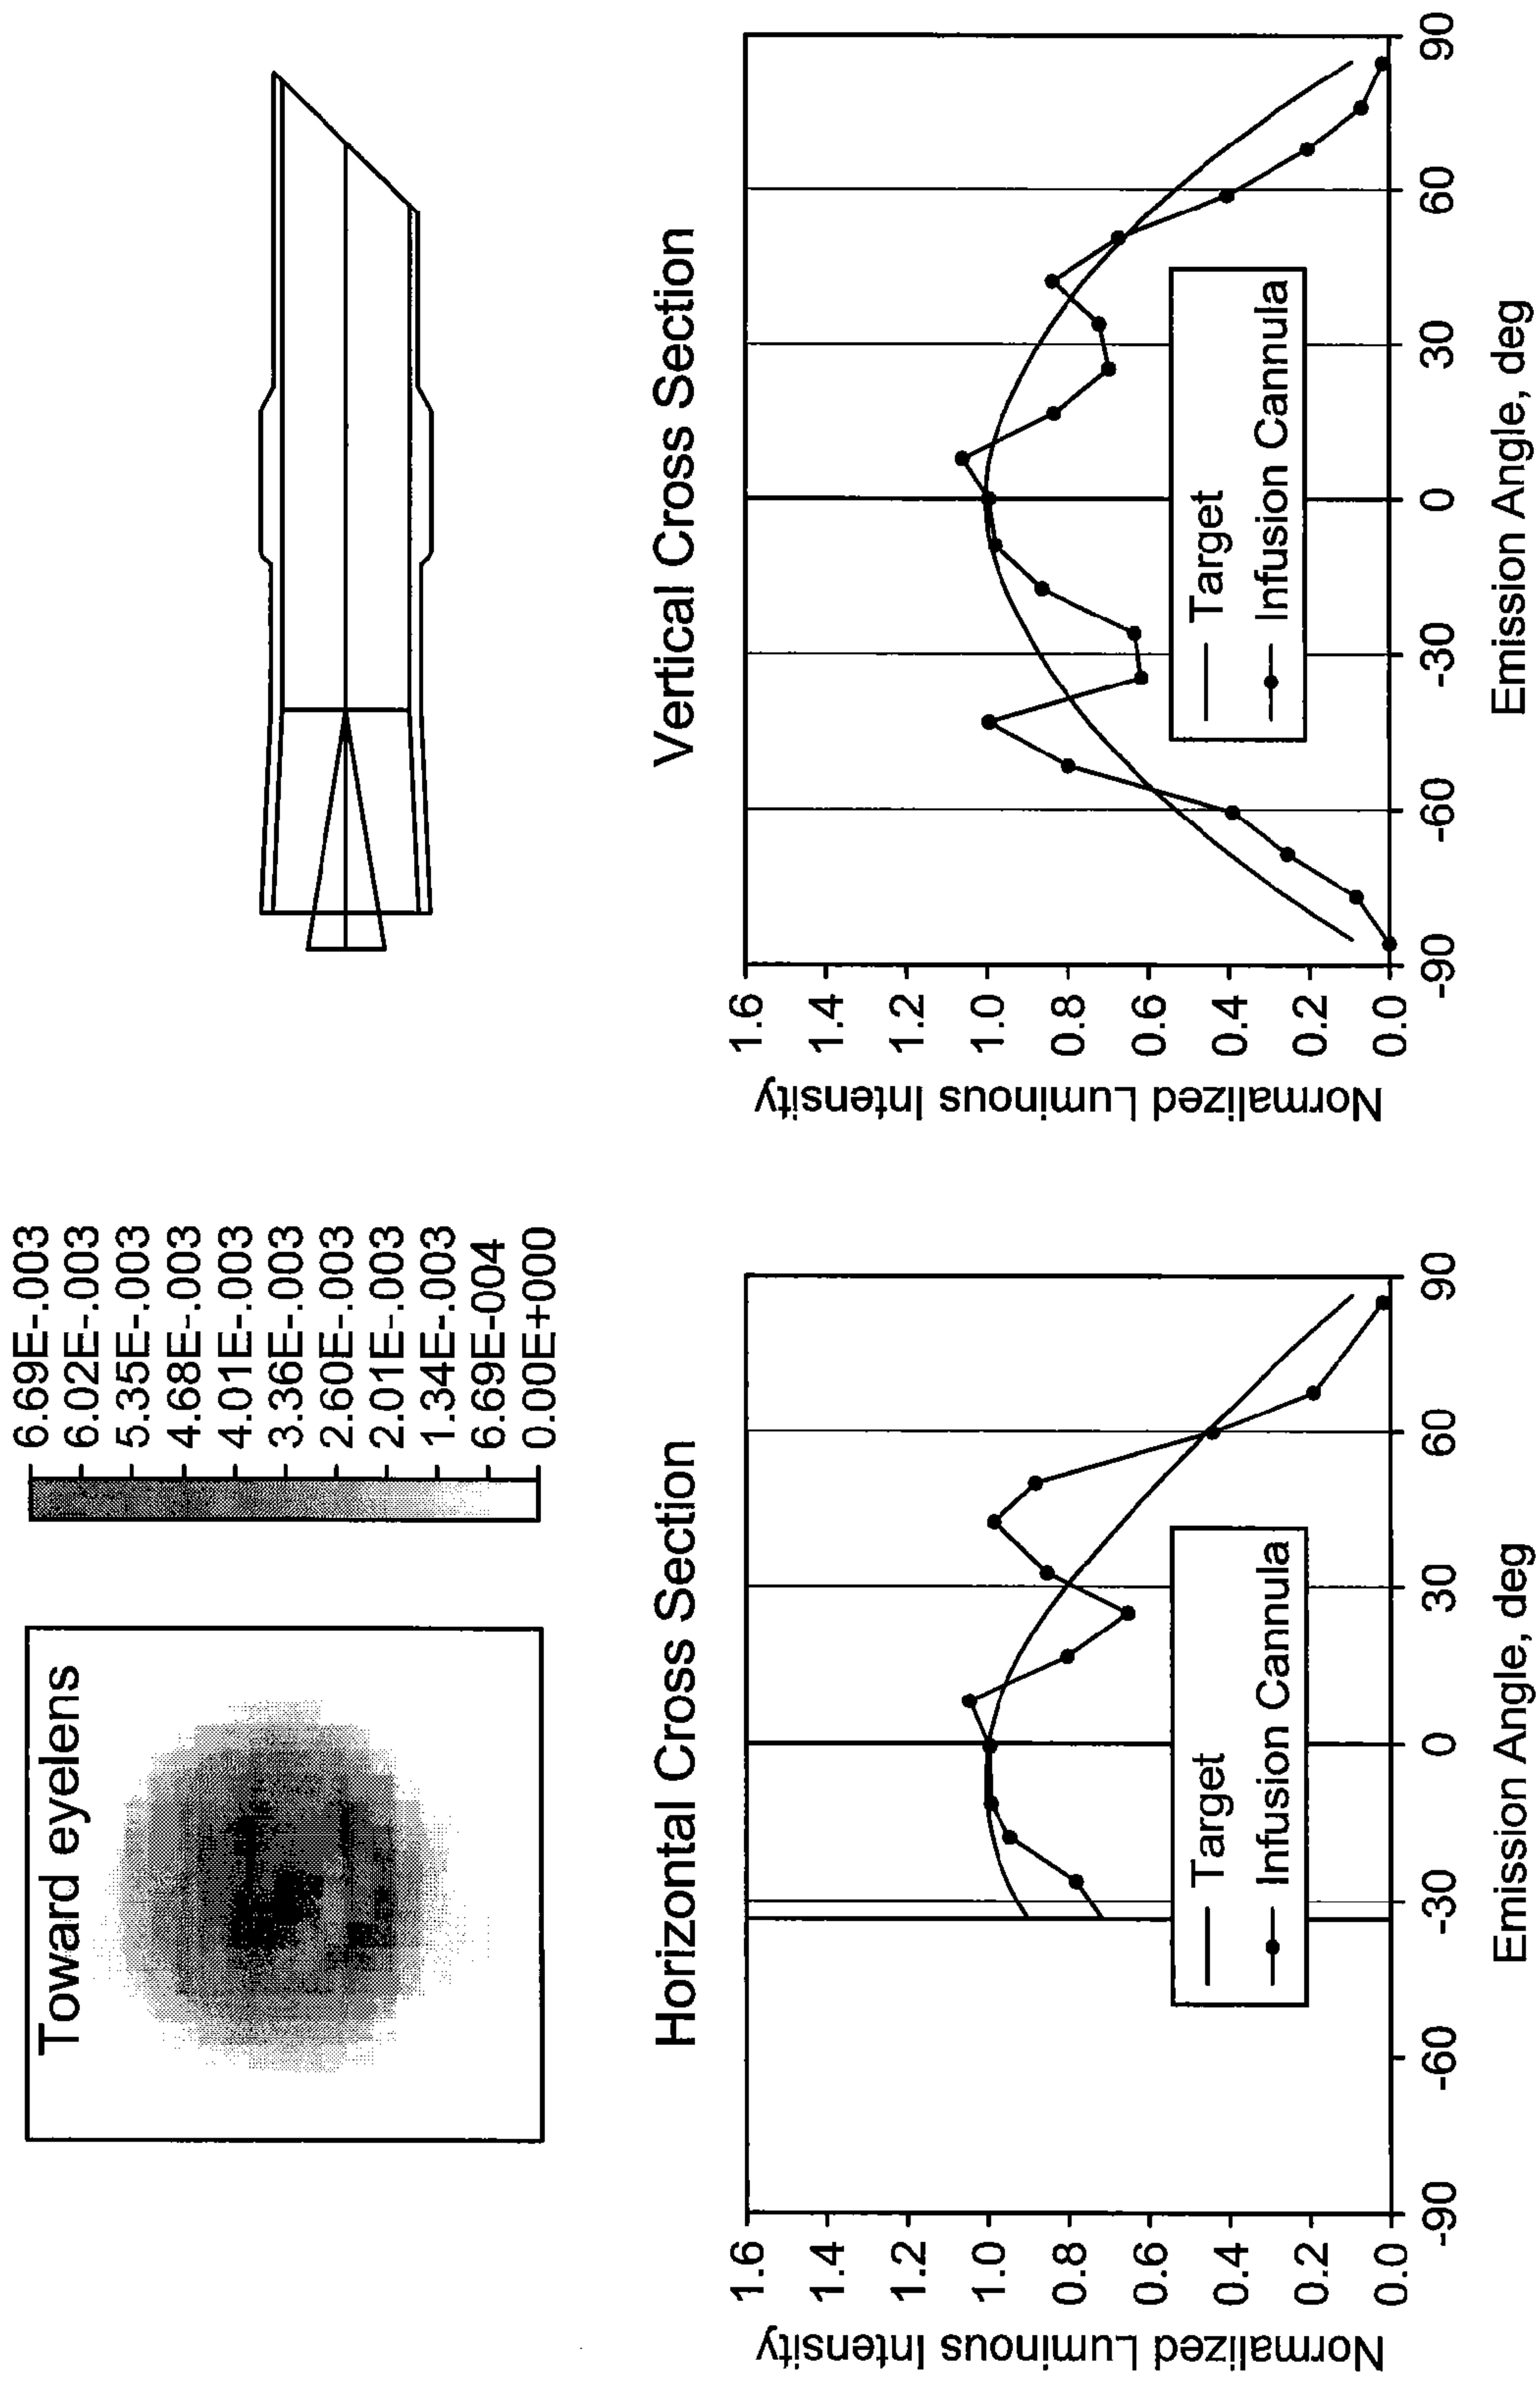 Toward eyelens
6.69E-.003
6.02E-.003
5.35E-.003
4.68E-.003
4.01E-.003
3.36E-.003
2.60E-.003
2.01E-.003
1.34E-.003
6.69E-004
0.00E+000
Horizontal Cross Section
Normalized Luminous Intensity
1.6
1.4
1.2
1.0
0.8
0.6
0.4
0.2
0.0
-90
-60
-30
0
30
60
90
Target
Infusion Cannula
Emission Angle, deg
Vertical Cross Section
Normalized Luminous Intensity
1.6
1.4
1.2
1.0
0.8
0.6
0.4
0.2
0.0
-90
-60
-30
0
30
60
90
Target
Infusion Cannula
Emission Angle, deg